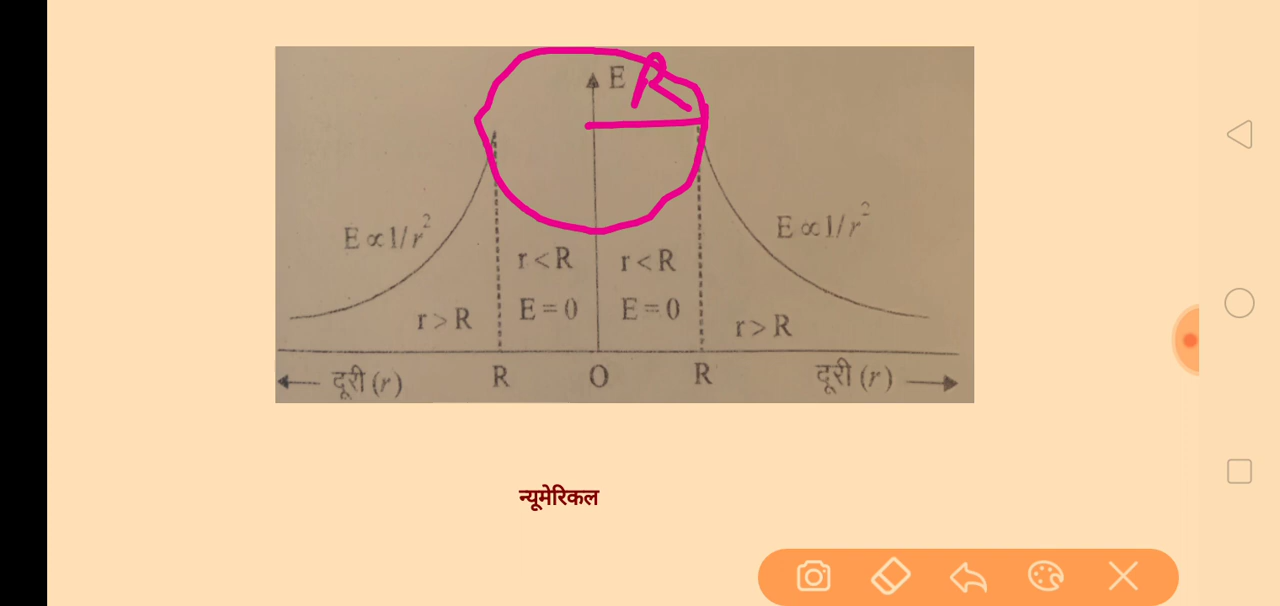 E R
E∝1/r² E∝1/r²
r<R r<R
E=0 E=0
r>R r>R
← दूरी (r) R O R दूरी (r) →
न्यूमेरिकल